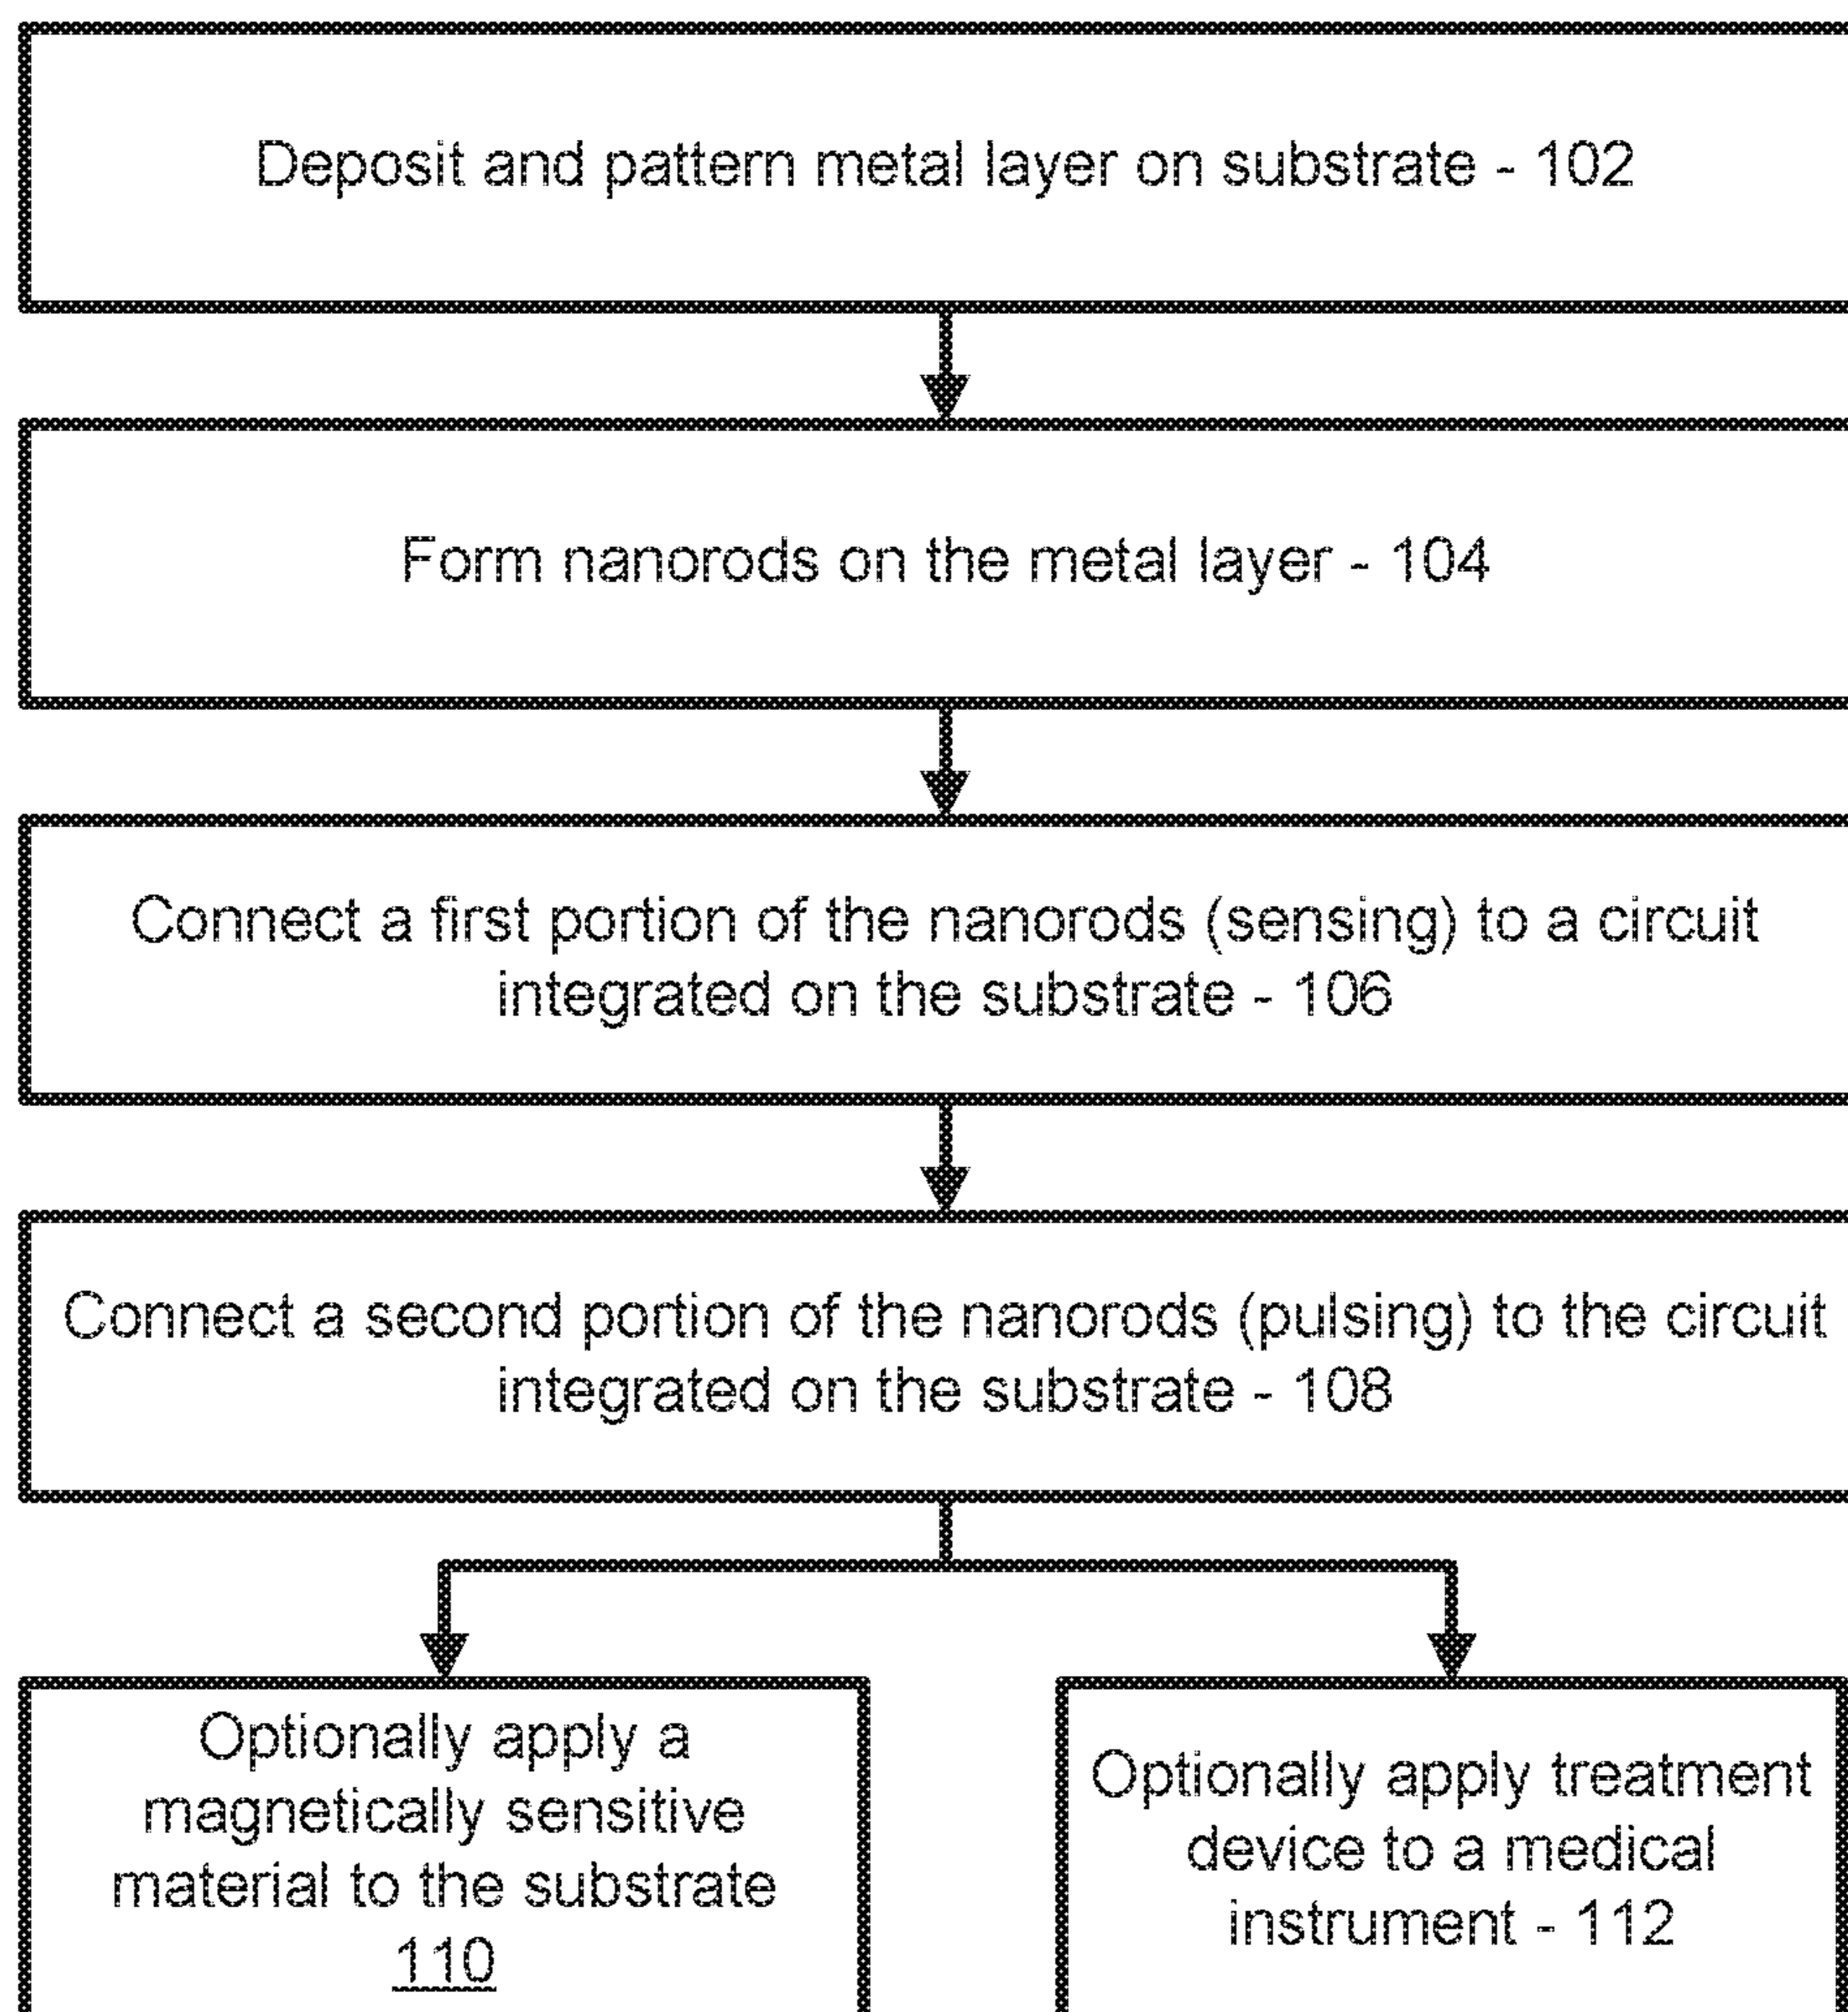 Deposit and pattern metal layer on substrate - 102
Form nanorods on the metal layer - 104
Connect a first portion of the nanorods (sensing) to a circuit
integrated on the substrate - 106
Connect a second portion of the nanorods (pulsing) to the circuit
integrated on the substrate - 108
Optionally apply a
magnetically sensitive
material to the substrate
110
Optionally apply treatment
device to a medical
instrument - 112